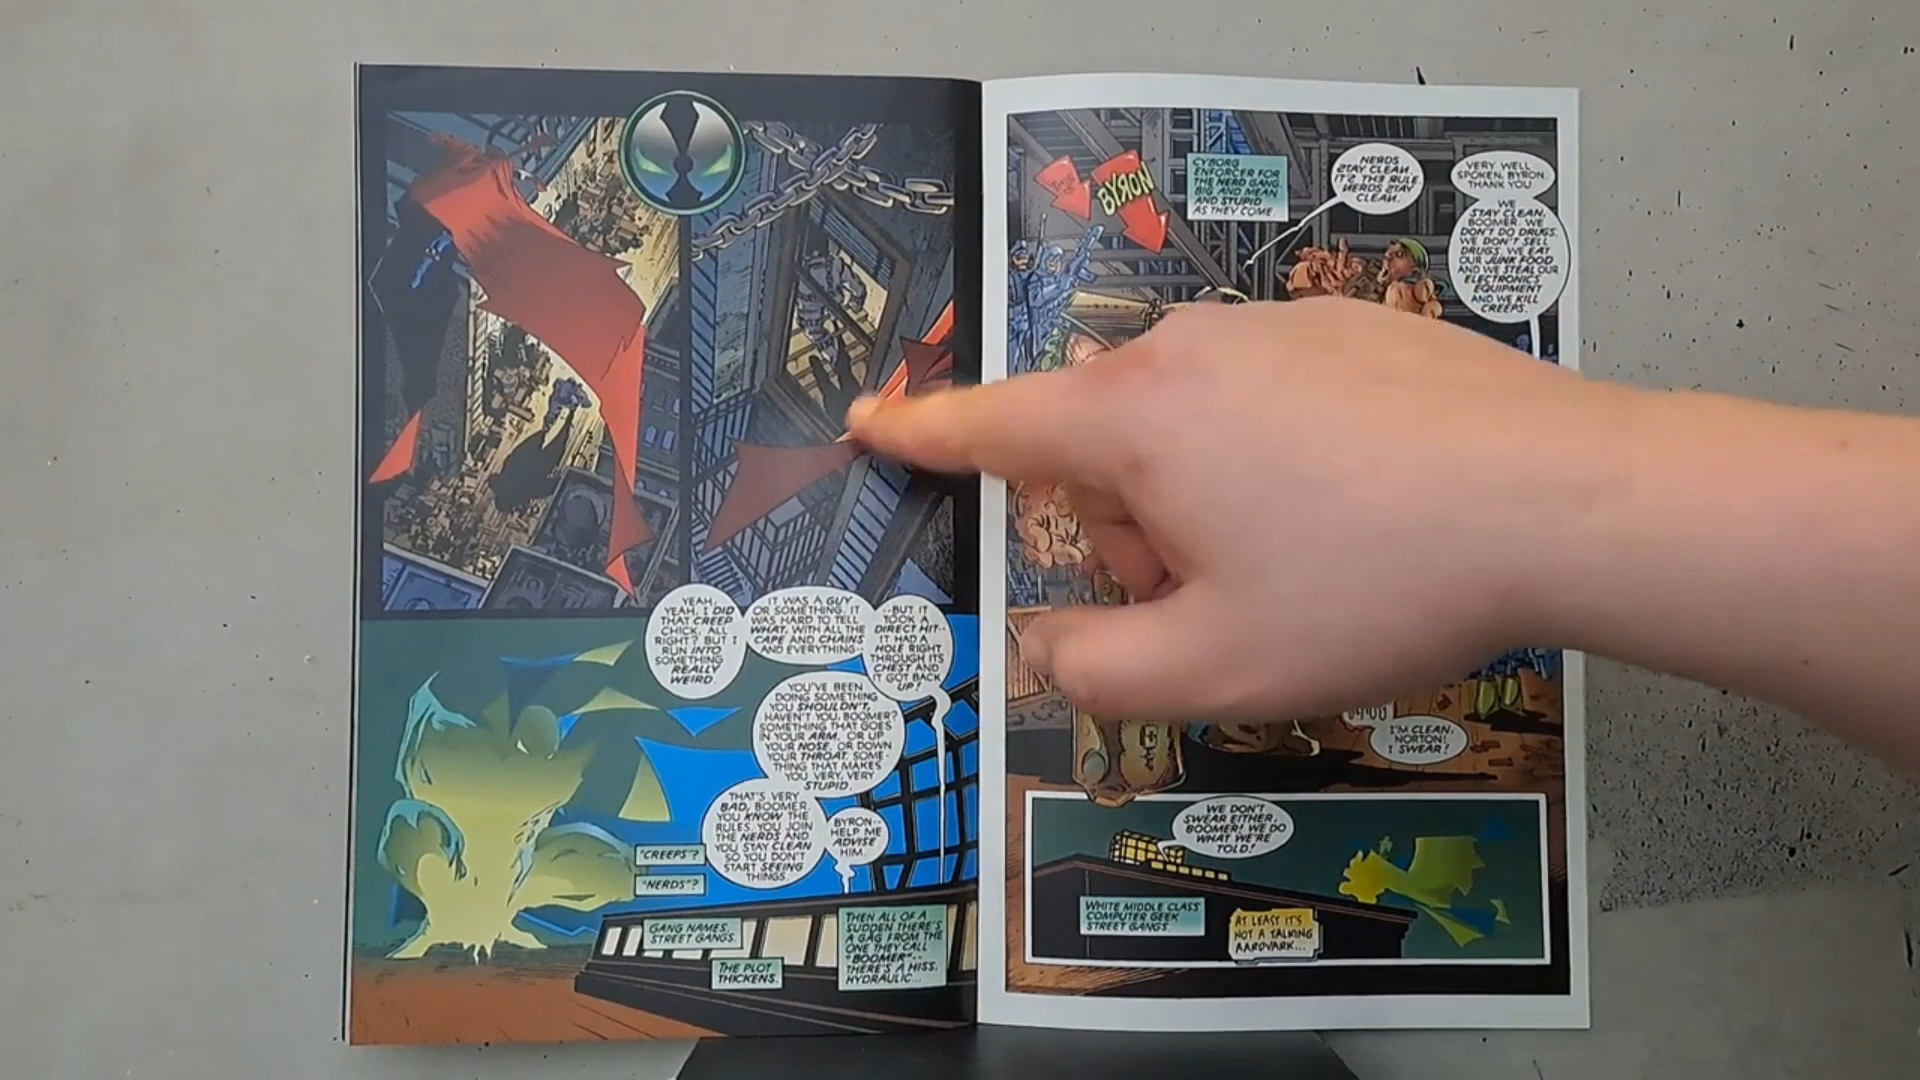 YEAH,
YEAH. I DID
THAT CREEP
CHICK, ALL
RIGHT? BUT I
RUN INTO
SOMETHING
REALLY
WEIRD.
IT WAS A GUY
OR SOMETHING. IT
WAS HARD TO TELL
WHAT, WITH ALL THE
CAPE AND CHAINS
AND EVERYTHING--
--BUT IT
TOOK A
DIRECT HIT--
IT HAD A
HOLE RIGHT
THROUGH ITS
CHEST AND
IT GOT BACK
UP!
YOU'VE BEEN
DOING SOMETHING
YOU SHOULDN'T,
HAVEN'T YOU, BOOMER?
SOMETHING THAT GOES
IN YOUR ARM, OR UP
YOUR NOSE, OR DOWN
YOUR THROAT. SOME-
THING THAT MAKES
YOU VERY, VERY
STUPID.
THAT'S VERY
BAD, BOOMER.
YOU KNOW THE
RULES. YOU JOIN
THE NERDS AND
YOU STAY CLEAN
SO YOU DON'T
START SEEING
THINGS.
BYRON--
HELP ME
ADVISE
HIM.
"CREEPS"?
"NERDS"?
GANG NAMES.
STREET GANGS.
THE PLOT
THICKENS.
THEN ALL OF A
SUDDEN THERE'S
A GAG FROM THE
ONE THEY CALL
"BOOMER"--
THERE'S A HISS,
HYDRAULIC...
BYRON
CYBORG
ENFORCER FOR
THE NERD GANG.
BIG AND MEAN
AND STUPID
AS THEY COME.
NERDS
STAY CLEAN.
IT'S THE RULE.
NERDS STAY
CLEAN.
VERY WELL
SPOKEN, BYRON.
THANK YOU
WE
STAY CLEAN,
BOOMER. WE
DON'T DO DRUGS.
WE DON'T SELL
DRUGS. WE EAT
OUR JUNK FOOD
AND WE STEAL OUR
ELECTRONICS
EQUIPMENT
AND WE KILL
CREEPS.
I'M CLEAN,
NORTON!
I SWEAR!
WE DON'T
SWEAR EITHER,
BOOMER! WE DO
WHAT WE'RE
TOLD!
WHITE MIDDLE CLASS
COMPUTER GEEK
STREET GANGS.
AT LEAST IT'S
NOT A TALKING
AARDVARK...